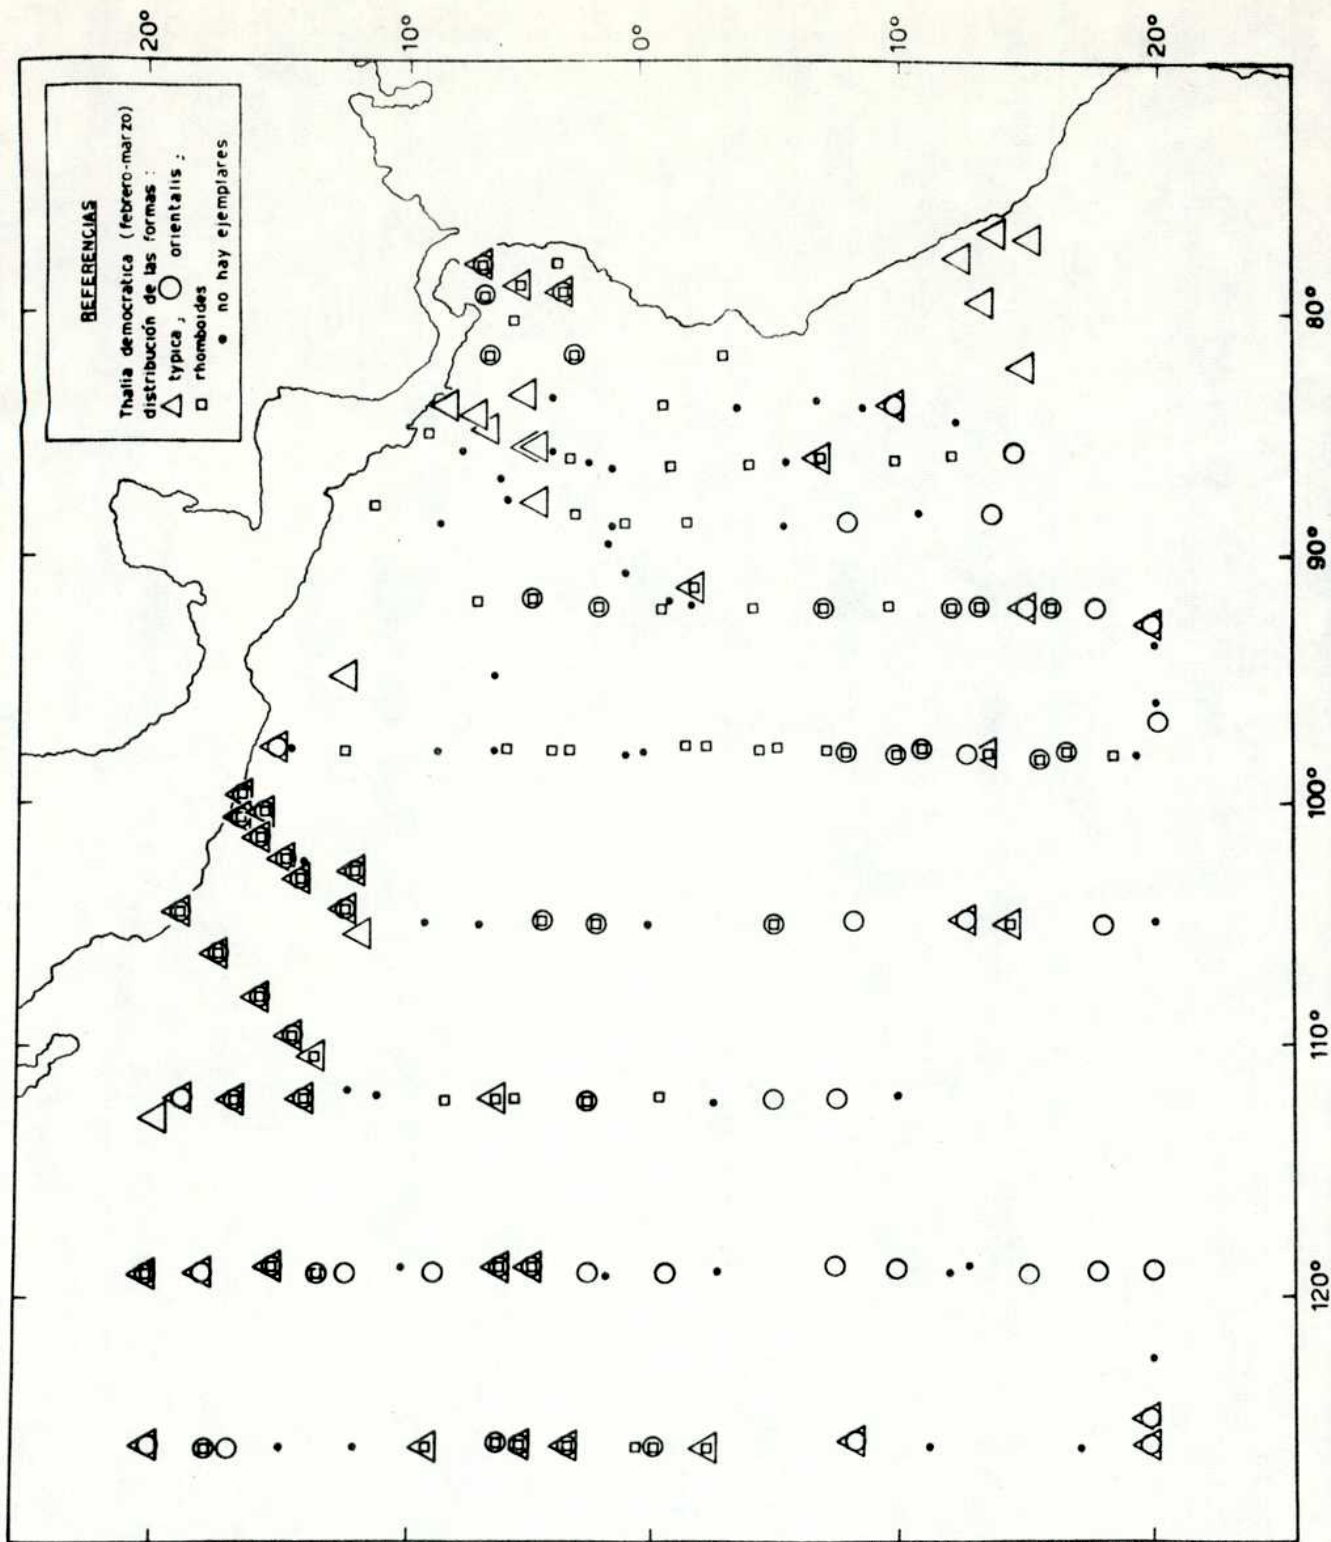 REFERENCIAS
Thalia democratica (febrero-marzo)
distribución de las formas :
typica ; orientalis ;
rhomboides
no hay ejemplares
20°
10°
0°
10°
20°
80°
90°
100°
110°
120°